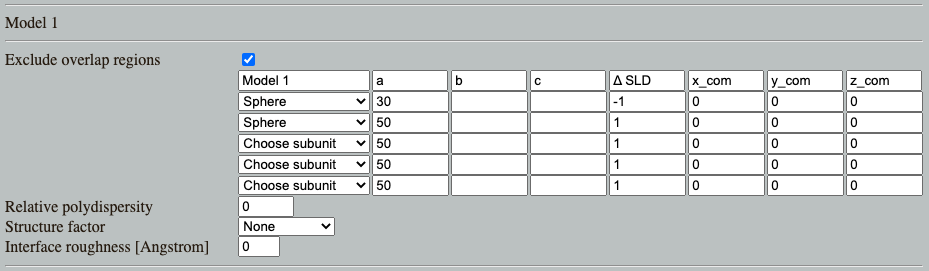 Model 1
Exclude overlap regions
Model 1 a b c Δ SLD x_com y_com z_com
Sphere 30 -1 0 0 0
Sphere 50 1 0 0 0
Choose subunit 50 1 0 0 0
Choose subunit 50 1 0 0 0
Choose subunit 50 1 0 0 0
Relative polydispersity 0
Structure factor None
Interface roughness [Angstrom] 0